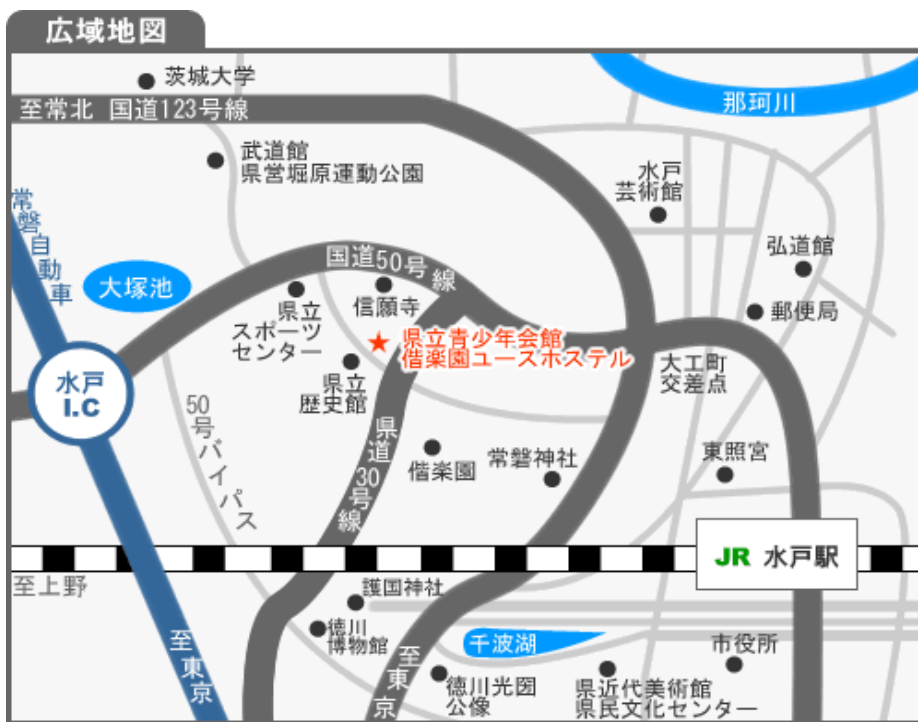 広域地図
茨城大学
至常北 国道123号線
那珂川
武道館
県営堀原運動公園
水戸
芸術館
常磐自動車
国道50号線
弘道館
大塚池
県立
スポーツ
センター
信願寺
郵便局
県立青少年会館
偕楽園ユースホステル
大工町
交差点
水戸
I.C
県立
歴史館
50号バイパス
県道30号線
偕楽園
常磐神社
東照宮
JR 水戸駅
至上野
護国神社
徳川
博物館
千波湖
市役所
至東京
至東京
徳川光圀
公像
県近代美術館
県民文化センター